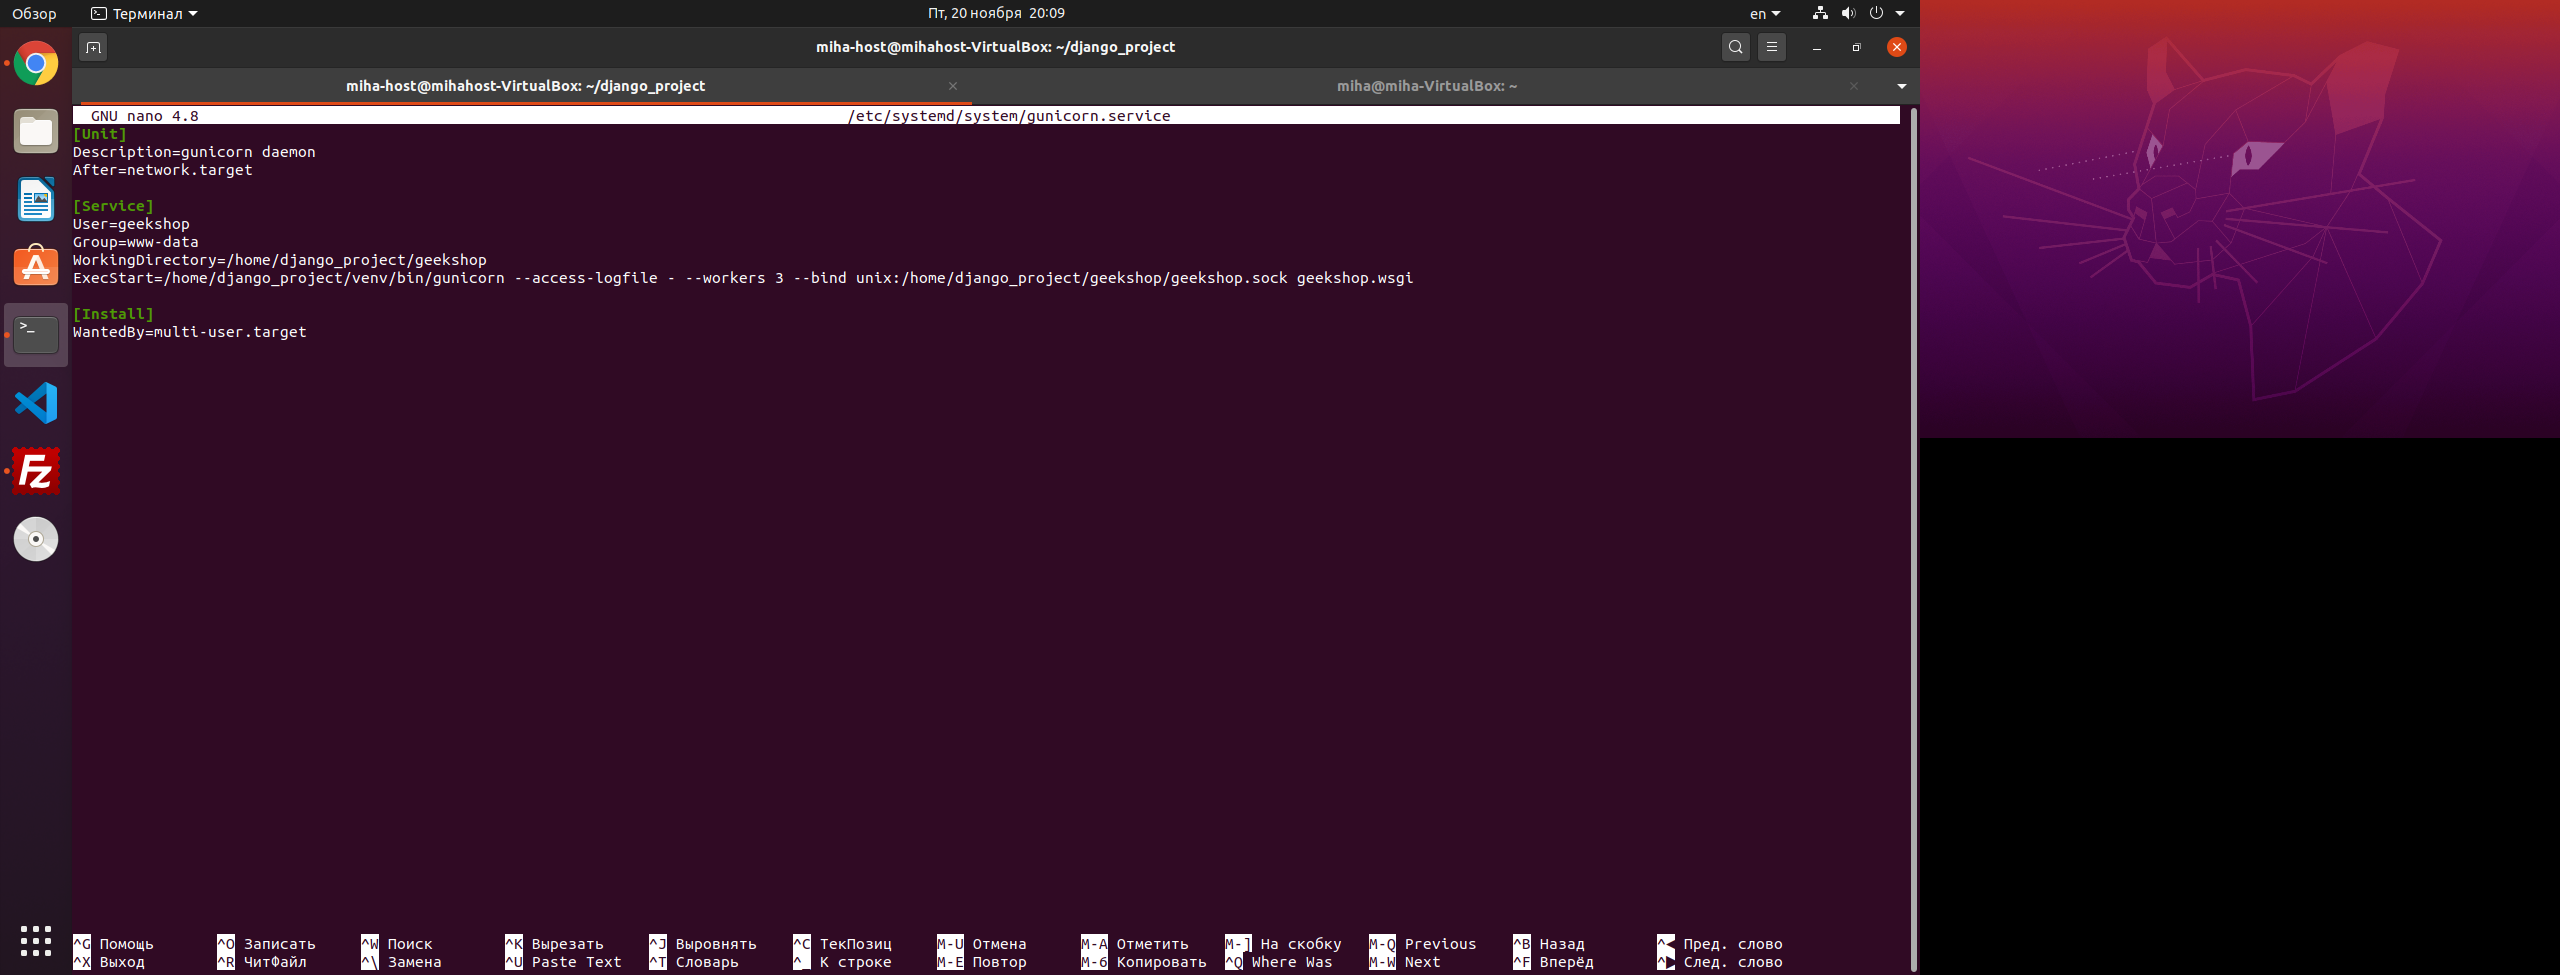 Обзор
Терминал
Пт, 20 ноября 20:09
en
miha-host@mihahost-VirtualBox: ~/django_project
miha-host@mihahost-VirtualBox: ~/django_project
miha@miha-VirtualBox: ~
GNU nano 4.8 /etc/systemd/system/gunicorn.service
[Unit]
Description=gunicorn daemon
After=network.target
[Service]
User=geekshop
Group=www-data
WorkingDirectory=/home/django_project/geekshop
ExecStart=/home/django_project/venv/bin/gunicorn --access-logfile - --workers 3 --bind unix:/home/django_project/geekshop/geekshop.sock geekshop.wsgi
[Install]
WantedBy=multi-user.target
>_
Fz
^G Помощь ^O Записать ^W Поиск ^K Вырезать ^J Выровнять ^C ТекПозиц M-U Отмена M-A Отметить M-] На скобку M-Q Previous ^B Назад ^◀ Пред. слово
^X Выход ^R ЧитФайл ^\ Замена ^U Paste Text ^T Словарь ^_ К строке M-E Повтор M-6 Копировать ^Q Where Was M-W Next ^F Вперёд ^▶ След. слово